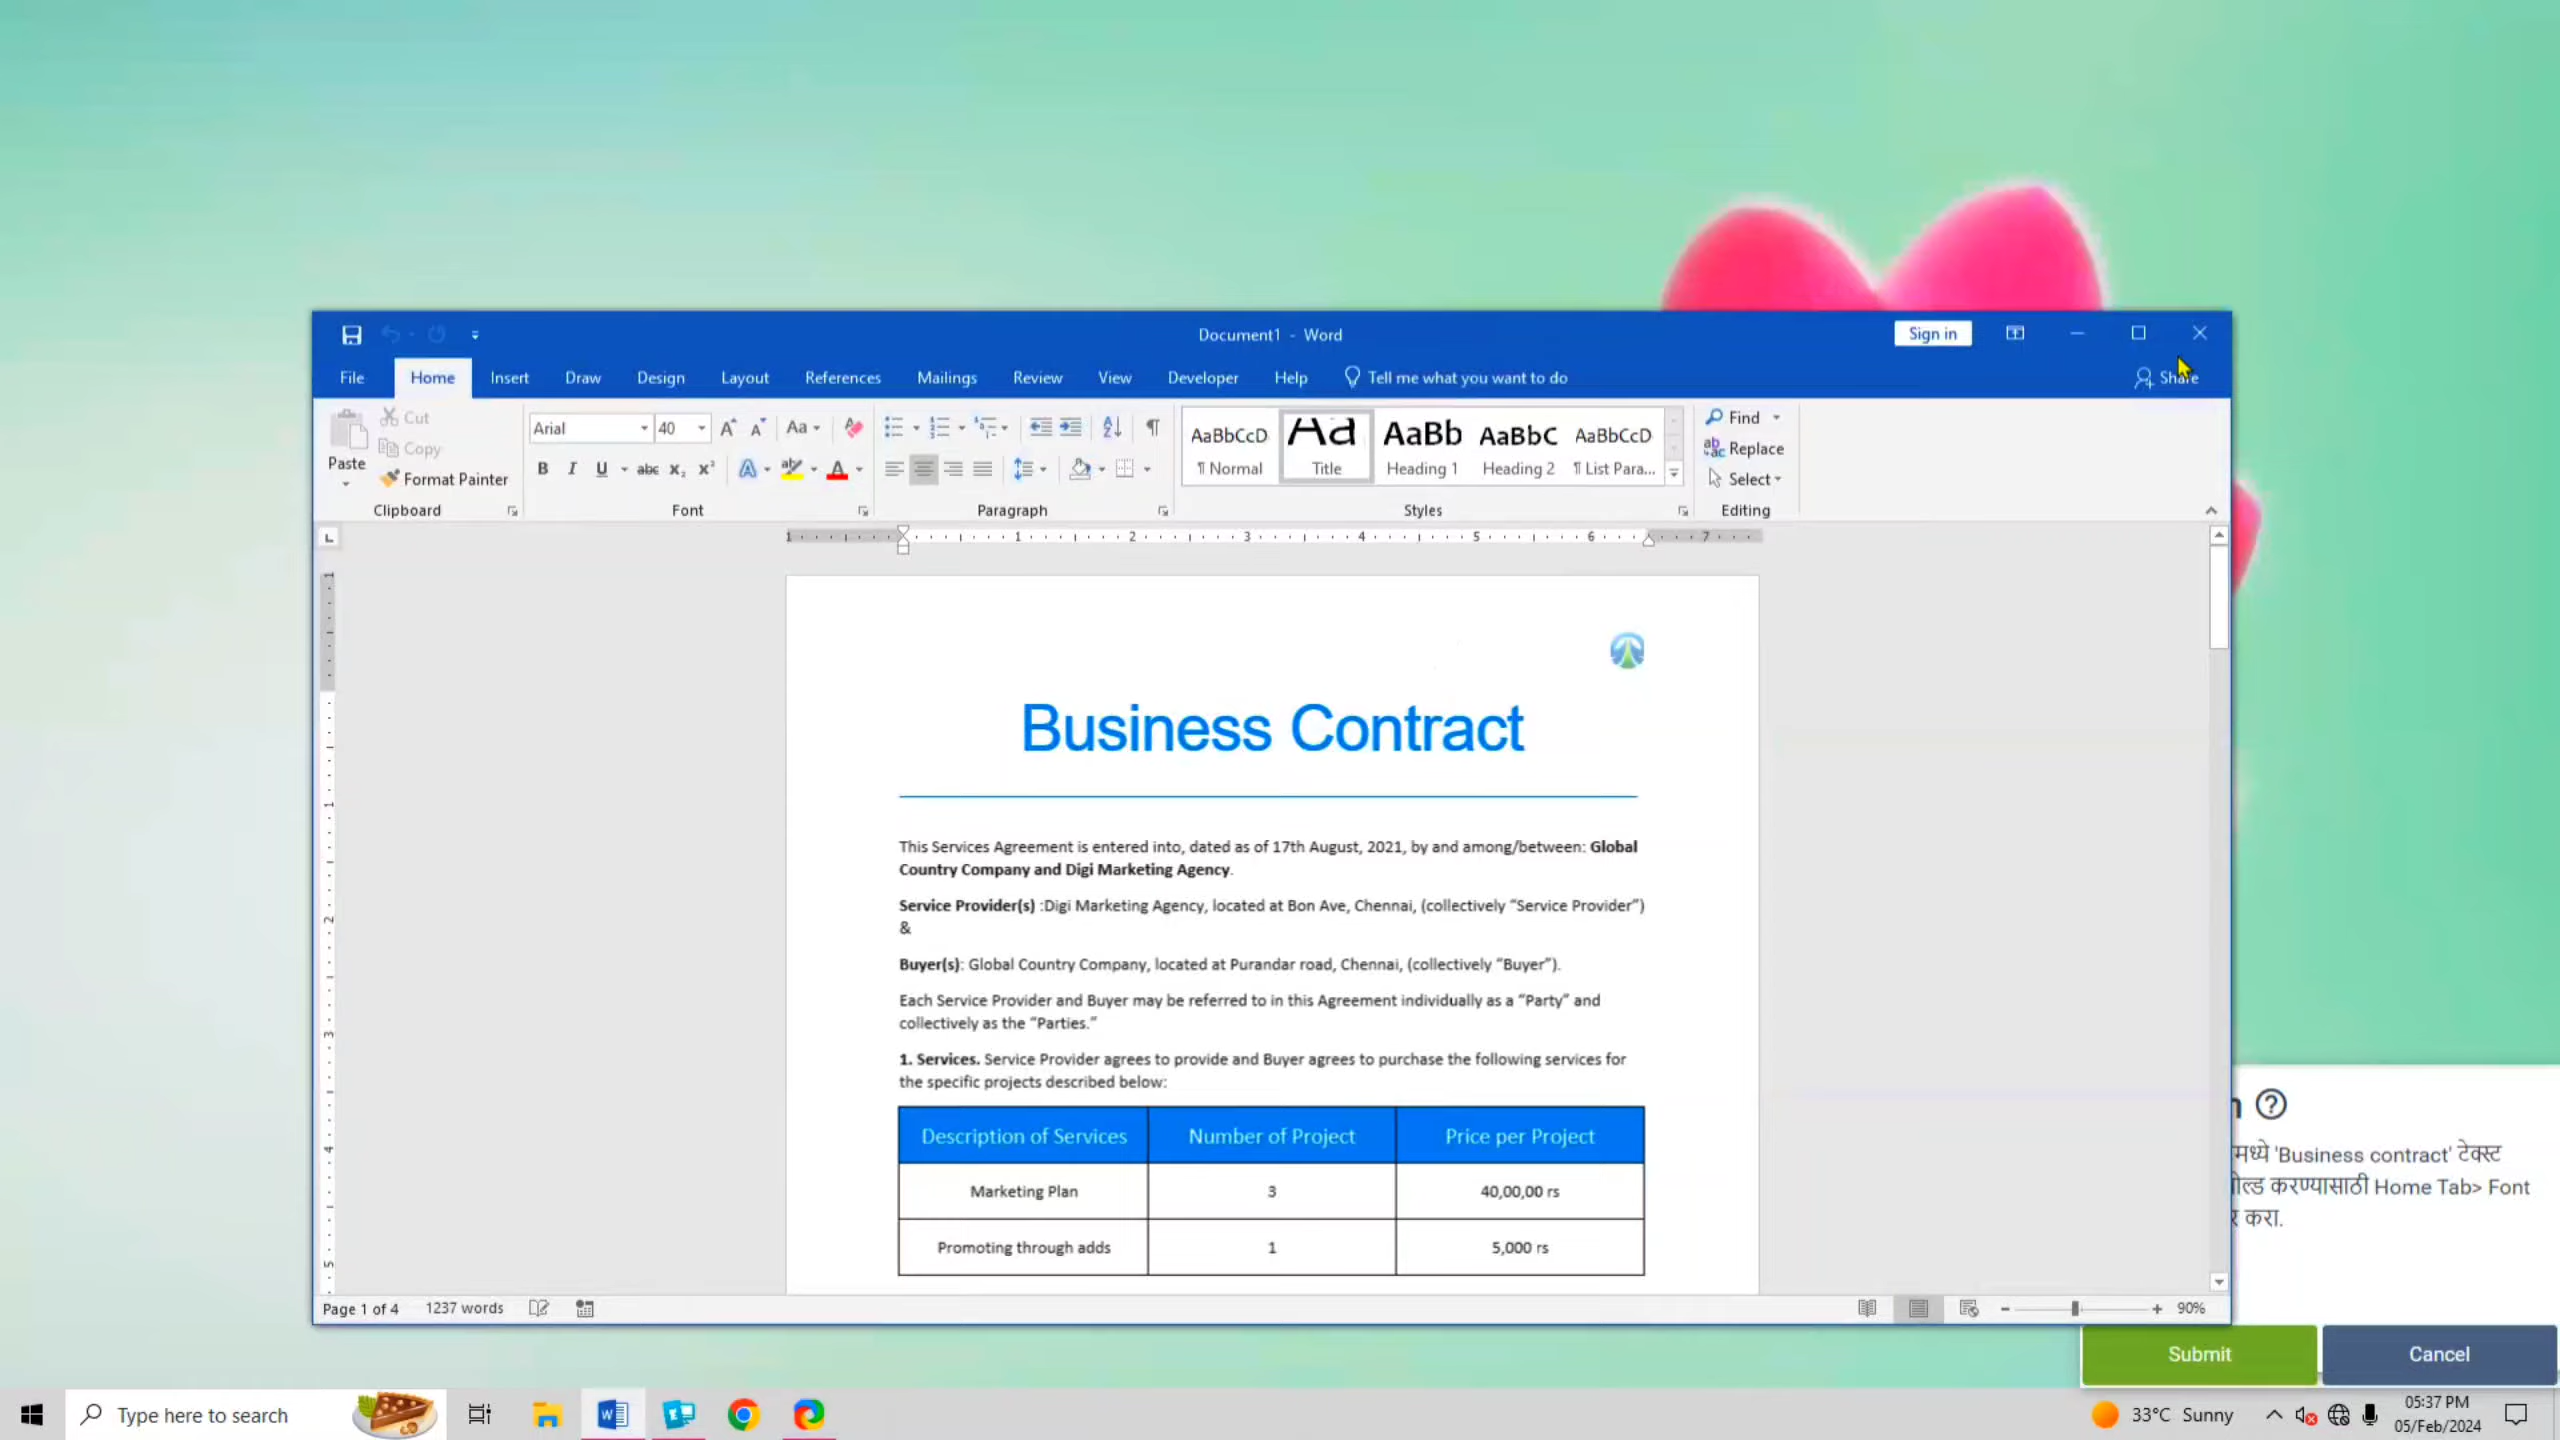 Document1 - Word
Sign in
File Home Insert Draw Design Layout References Mailings Review View Developer Help Tell me what you want to do Share
Paste
Cut
Copy
Format Painter
Clipboard
Arial 40
Font
Paragraph
AaBbCcD Aa AaBb AaBbC AaBbCcD
¶ Normal Title Heading 1 Heading 2 ¶ List Para...
Styles
Find
Replace
Select
Editing
1 1 2 3 4 5 6 7
Business Contract
This Services Agreement is entered into, dated as of 17th August, 2021, by and among/between: Global
Country Company and Digi Marketing Agency.
Service Provider(s) :Digi Marketing Agency, located at Bon Ave, Chennai, (collectively “Service Provider”)
&
Buyer(s): Global Country Company, located at Purandar road, Chennai, (collectively “Buyer”).
Each Service Provider and Buyer may be referred to in this Agreement individually as a “Party” and
collectively as the “Parties.”
1. Services. Service Provider agrees to provide and Buyer agrees to purchase the following services for
the specific projects described below:
Description of Services Number of Project Price per Project
Marketing Plan 3 40,00,00 rs
Promoting through adds 1 5,000 rs
Page 1 of 4 1237 words 90%
मध्ये 'Business contract' टेक्स्ट
करण्यासाठी Home Tab> Font
करा.
Submit Cancel
Type here to search
33°C Sunny
05:37 PM
05/Feb/2024